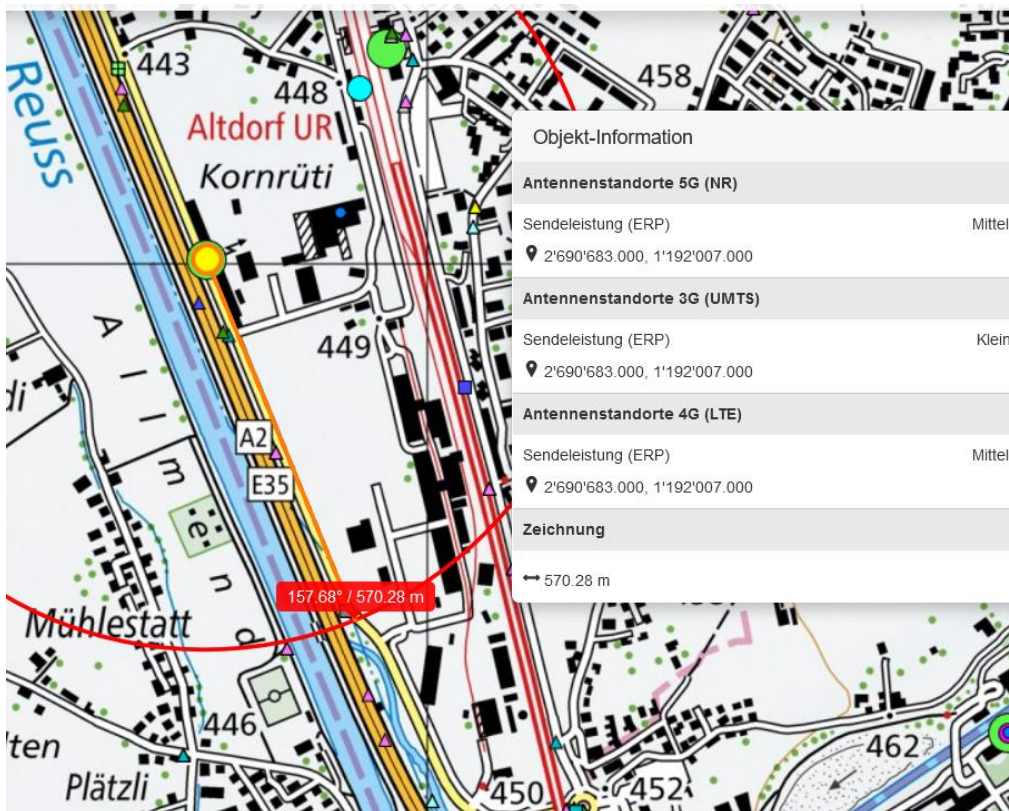 443
448
458
Reuss
Altdorf UR
Kornrüti
Objekt-Information
Antennenstandorte 5G (NR)
Sendeleistung (ERP) Mittel
2'690'683.000, 1'192'007.000
Antennenstandorte 3G (UMTS)
Sendeleistung (ERP) Klein
2'690'683.000, 1'192'007.000
Antennenstandorte 4G (LTE)
Sendeleistung (ERP) Mittel
2'690'683.000, 1'192'007.000
Zeichnung
570.28 m
449
di
Allmend
A2
E35
157.68° / 570.28 m
Mühlestatt
446
ten
Plätzli
450
452
462